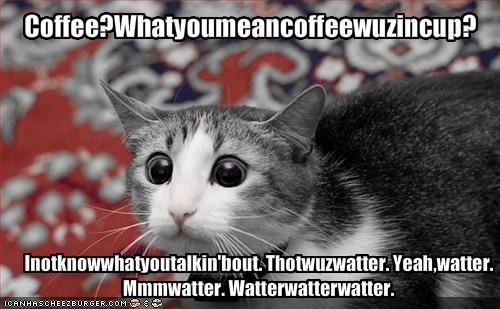 Coffee?Whatyoumeancoffeewuzincup?
Inotknowwhatyoutalkin'bout. Thotwuzwatter. Yeah,watter.
Mmmwatter. Watterwatterwatter.
ICANHASCHEEZBURGER.COM